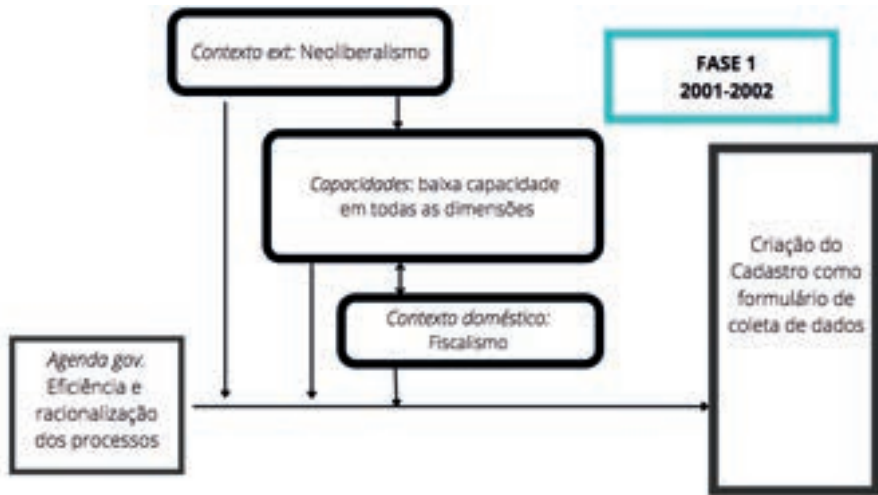 Contexto ext: Neoliberalismo
FASE 1
2001-2002
Capacidades: baixa capacidade
em todas as dimensões
Criação do
Cadastro como
formulário de
coleta de dados
Contexto doméstico:
Fiscalismo
Agenda gov.
Eficiência e
racionalização
dos processos